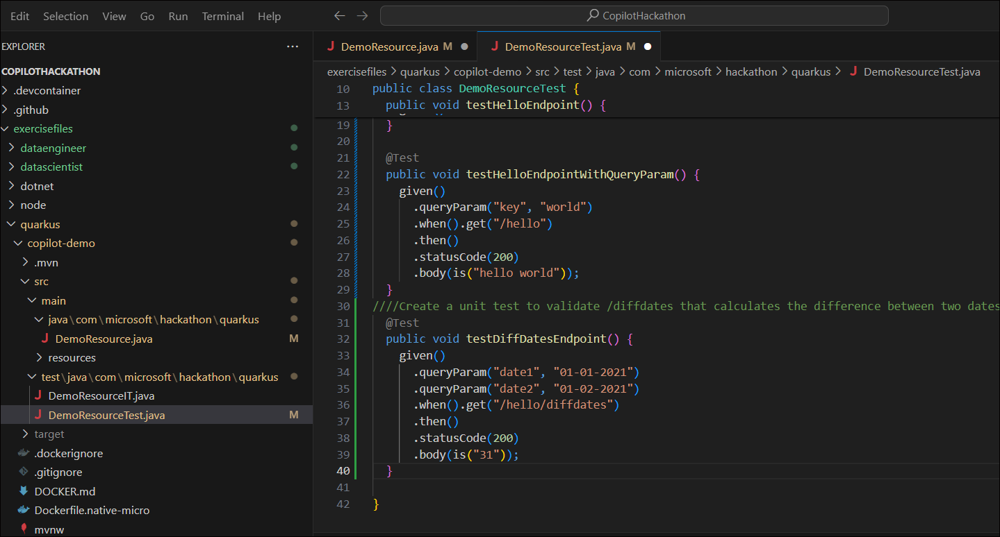 Edit Selection View Go Run Terminal Help CopilotHackathon
EXPLORER ···
COPILOTHACKATHON
.devcontainer
.github
exercisefiles
dataengineer
datascientist
dotnet
node
quarkus
copilot-demo
.mvn
src
main
java\com\microsoft\hackathon\quarkus
J DemoResource.java M
resources
test\java\com\microsoft\hackathon\quarkus
J DemoResourceIT.java
J DemoResourceTest.java M
target
.dockerignore
.gitignore
DOCKER.md
Dockerfile.native-micro
mvnw
J DemoResource.java M J DemoResourceTest.java M
exercisefiles > quarkus > copilot-demo > src > test > java > com > microsoft > hackathon > quarkus > J DemoResourceTest.java
10 public class DemoResourceTest {
13 public void testHelloEndpoint() {
19 }
20
21 @Test
22 public void testHelloEndpointWithQueryParam() {
23 given()
24 .queryParam("key", "world")
25 .when().get("/hello")
26 .then()
27 .statusCode(200)
28 .body(is("hello world"));
29 }
30 ////Create a unit test to validate /diffdates that calculates the difference between two dates
31 @Test
32 public void testDiffDatesEndpoint() {
33 given()
34 .queryParam("date1", "01-01-2021")
35 .queryParam("date2", "01-02-2021")
36 .when().get("/hello/diffdates")
37 .then()
38 .statusCode(200)
39 .body(is("31"));
40 }
41
42 }